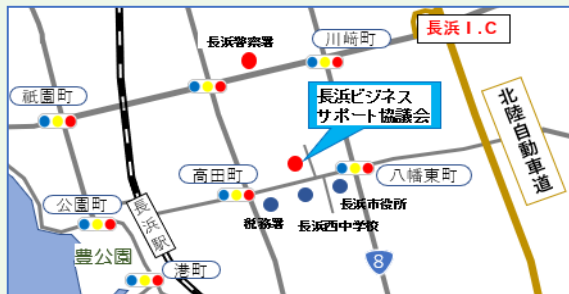 長浜I.C
川崎町
長浜警察署
長浜ビジネス
サポート協議会
祇園町
北陸自動車道
高田町
八幡東町
長浜市役所
公園町
長浜駅
税務署
長浜西中学校
豊公園
港町
8